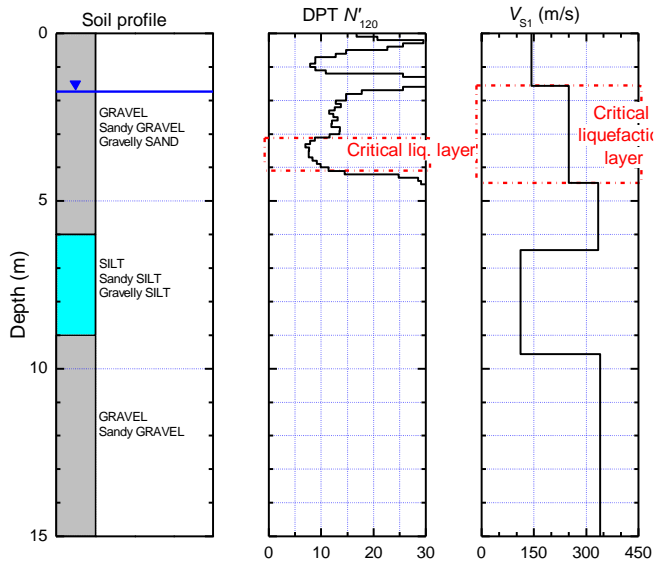 Soil profile
DPT N'120
VS1 (m/s)
0
GRAVEL
Sandy GRAVEL
Gravelly SAND
Critical liq. layer
Critical
liquefaction
layer
5
SILT
Sandy SILT
Gravelly SILT
Depth (m)
10
GRAVEL
Sandy GRAVEL
15
0 10 20 30
0 150 300 450